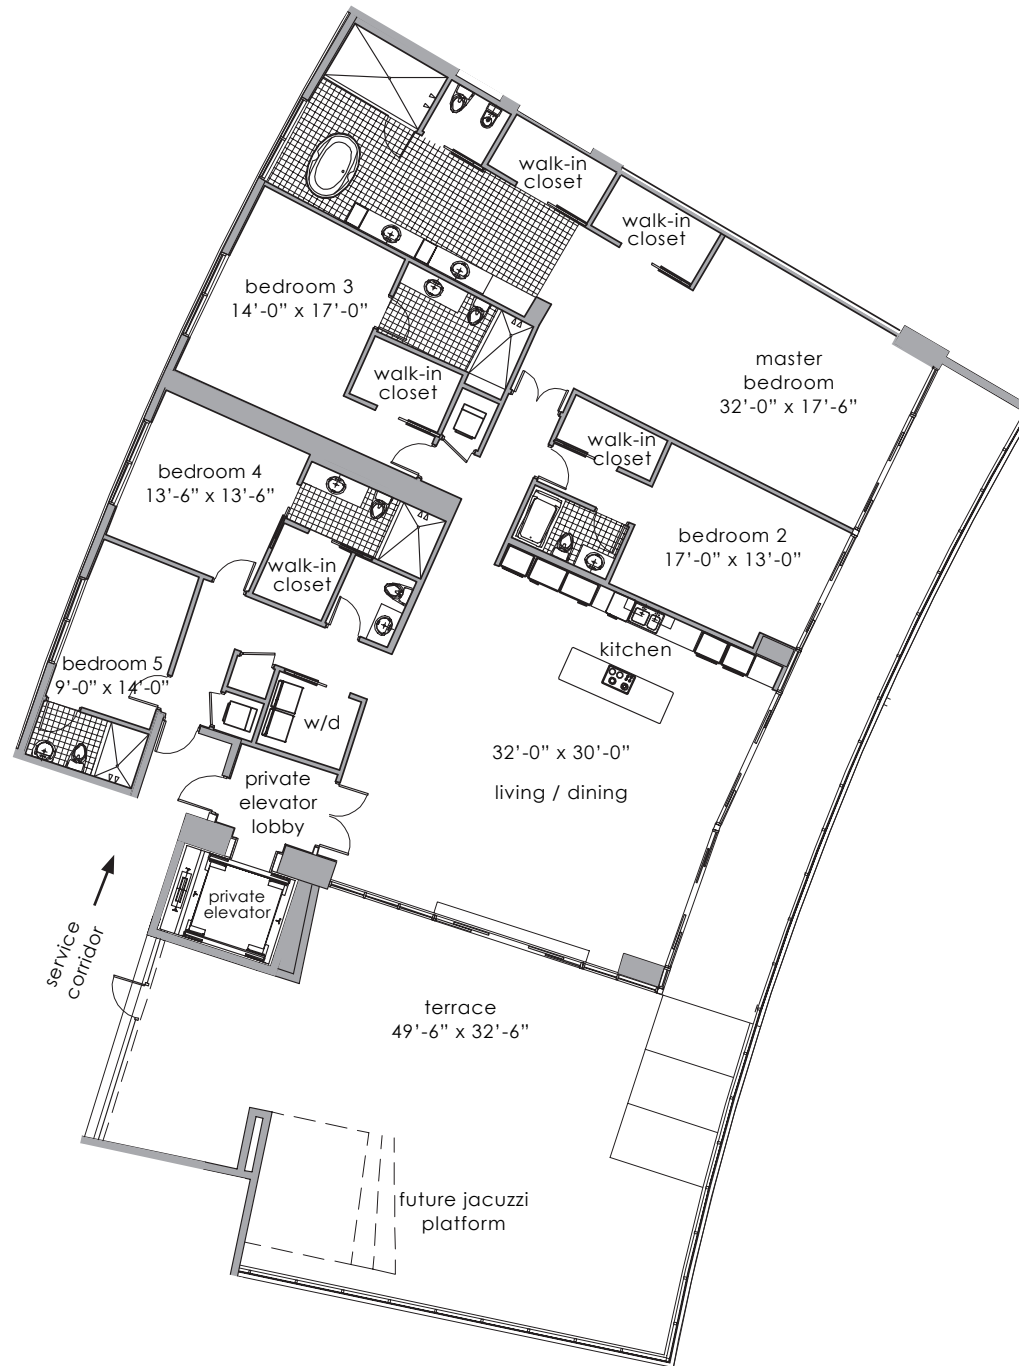 walk-in
closet
walk-in
closet
bedroom 3
14’-0” x 17’-0”
master
bedroom
32’-0” x 17’-6”
walk-in
closet
walk-in
closet
bedroom 4
13’-6” x 13’-6”
bedroom 2
17’-0” x 13’-0”
walk-in
closet
kitchen
bedroom 5
9’-0” x 14’-0”
w/d
32’-0” x 30’-0”
living / dining
private
elevator
lobby
private
elevator
service
corridor
terrace
49’-6” x 32’-6”
future jacuzzi
platform